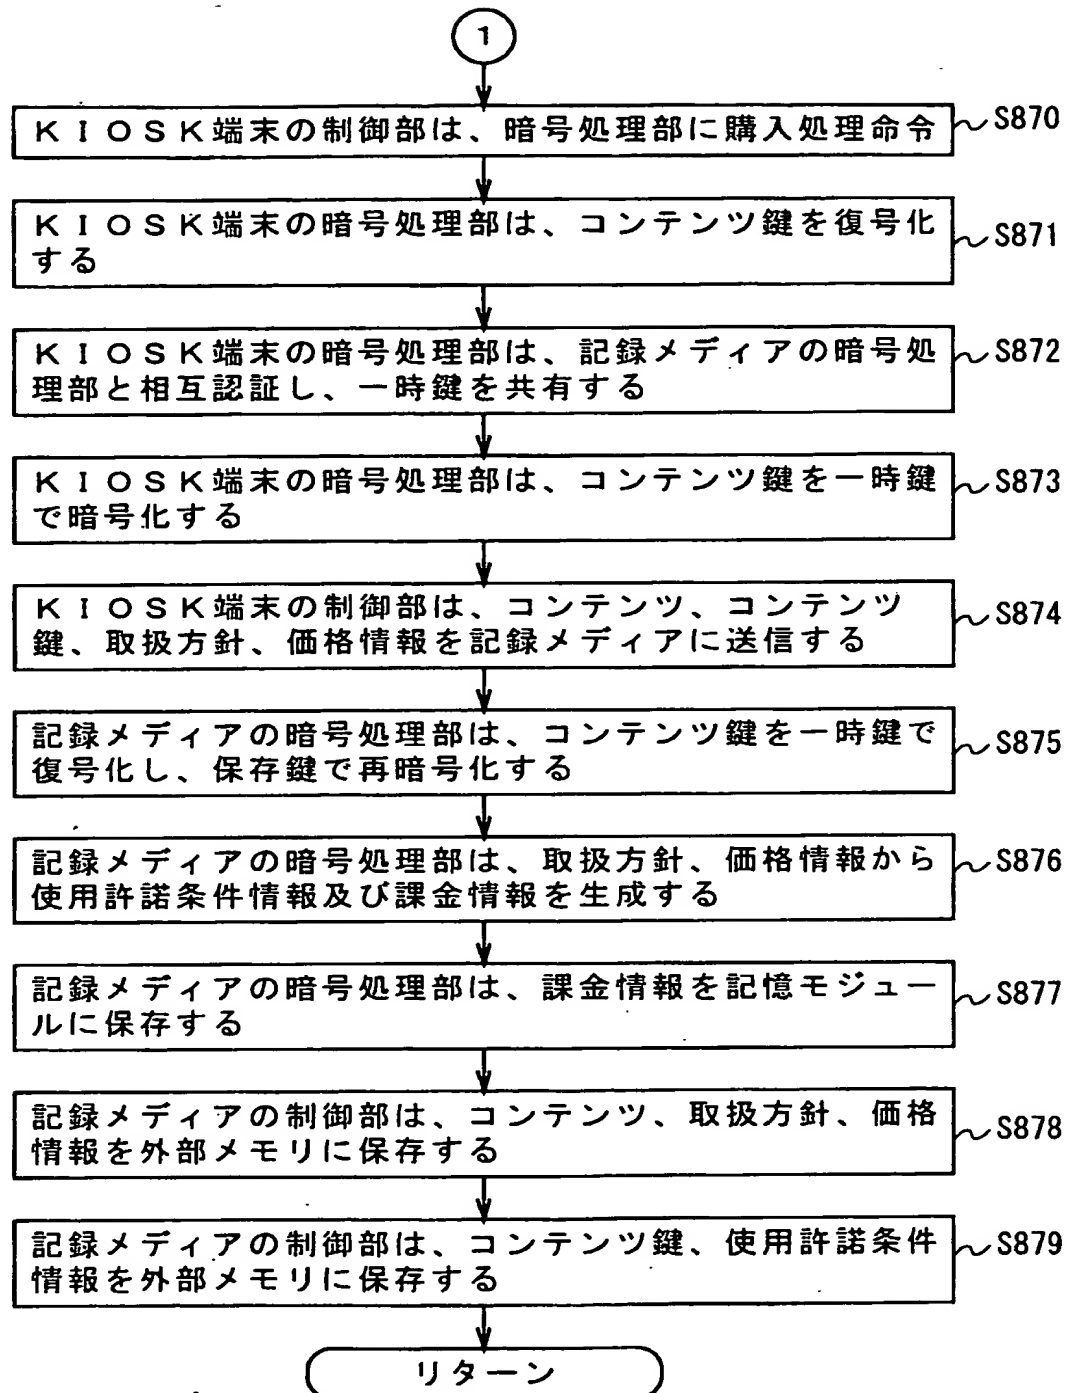 1
KIOSK端末の制御部は、暗号処理部に購入処理命令
S870
KIOSK端末の暗号処理部は、コンテンツ鍵を復号化
する
S871
KIOSK端末の暗号処理部は、記録メディアの暗号処
理部と相互認証し、一時鍵を共有する
S872
KIOSK端末の暗号処理部は、コンテンツ鍵を一時鍵
で暗号化する
S873
KIOSK端末の制御部は、コンテンツ、コンテンツ
鍵、取扱方針、価格情報を記録メディアに送信する
S874
記録メディアの暗号処理部は、コンテンツ鍵を一時鍵で
復号化し、保存鍵で再暗号化する
S875
記録メディアの暗号処理部は、取扱方針、価格情報から
使用許諾条件情報及び課金情報を生成する
S876
記録メディアの暗号処理部は、課金情報を記憶モジュー
ルに保存する
S877
記録メディアの制御部は、コンテンツ、取扱方針、価格
情報を外部メモリに保存する
S878
記録メディアの制御部は、コンテンツ鍵、使用許諾条件
情報を外部メモリに保存する
S879
リターン